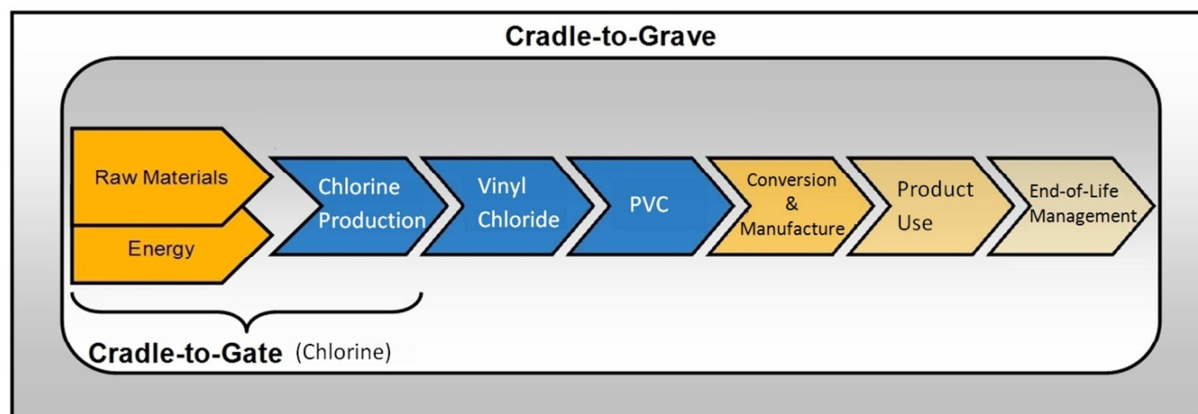 Cradle-to-Grave
Raw Materials
Energy
Chlorine
Production
Vinyl
Chloride
PVC
Conversion
&
Manufacture
Product
Use
End-of-Life
Management
Cradle-to-Gate (Chlorine)